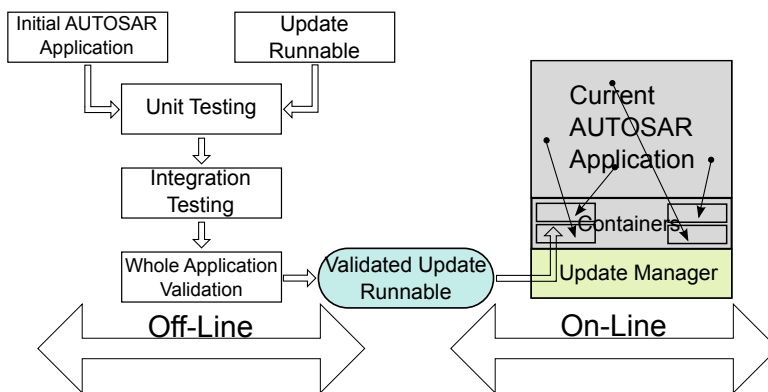 Initial AUTOSAR
Application
Update
Runnable
Unit Testing
Integration
Testing
Whole Application
Validation
Validated Update
Runnable
Current
AUTOSAR
Application
Containers
Update Manager
Off-Line
On-Line